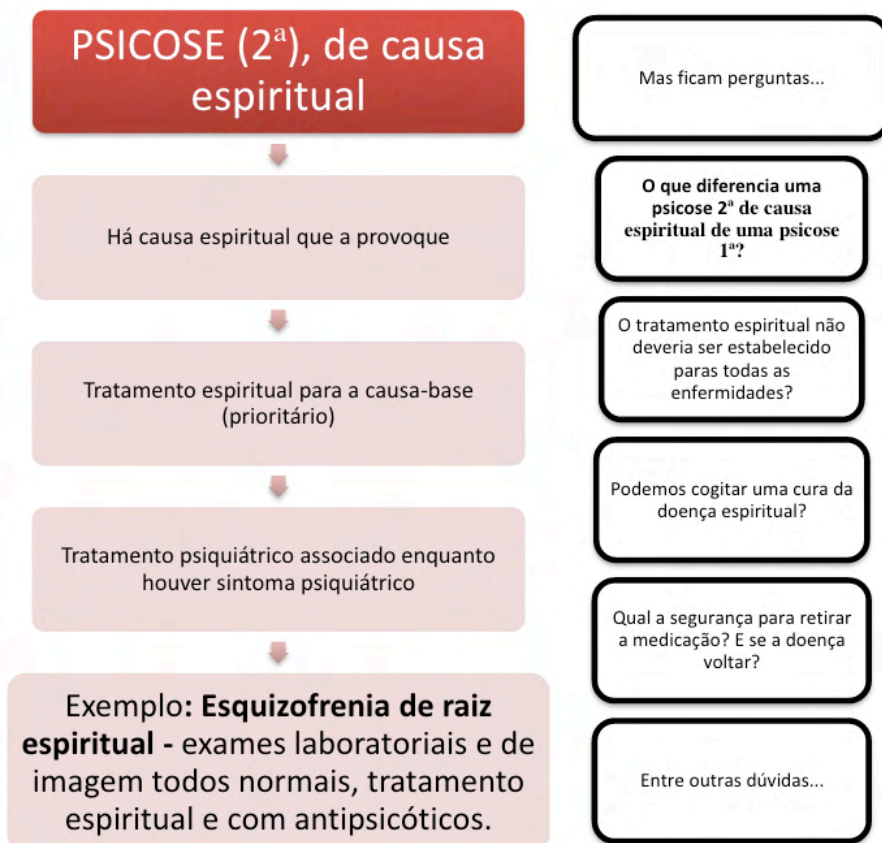 PSICOSE (2ª), de causa
espiritual
Há causa espiritual que a provoque
Tratamento espiritual para a causa-base
(prioritário)
Tratamento psiquiátrico associado enquanto
houver sintoma psiquiátrico
Exemplo: Esquizofrenia de raiz
espiritual - exames laboratoriais e de
imagem todos normais, tratamento
espiritual e com antipsicóticos.
Mas ficam perguntas...
O que diferencia uma
psicose 2ª de causa
espiritual de uma psicose
1ª?
O tratamento espiritual não
deveria ser estabelecido
paras todas as
enfermidades?
Podemos cogitar uma cura da
doença espiritual?
Qual a segurança para retirar
a medicação? E se a doença
voltar?
Entre outras dúvidas...